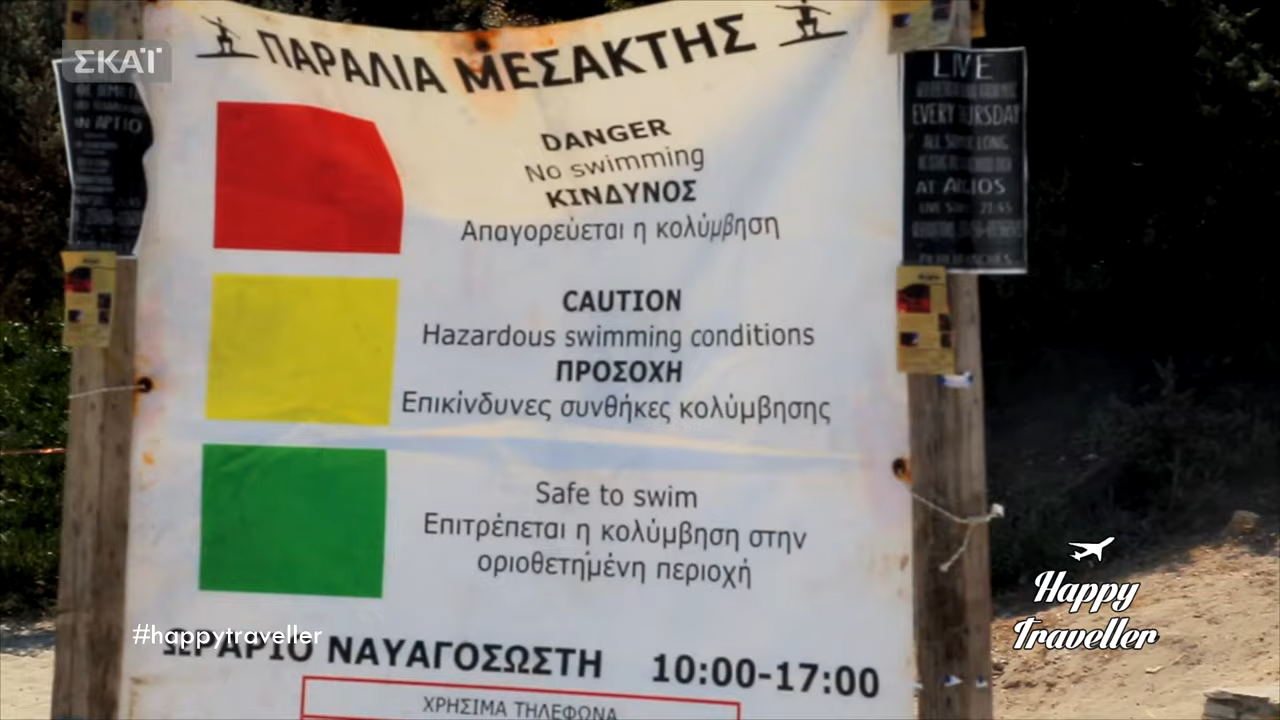 ΣΚΑΪ
ΠΑΡΑΛΙΑ ΜΕΣΑΚΤΗΣ
DANGER
No swimming
ΚΙΝΔΥΝΟΣ
Απαγορεύεται η κολύμβηση
CAUTION
Hazardous swimming conditions
ΠΡΟΣΟΧΗ
Επικίνδυνες συνθήκες κολύμβησης
Safe to swim
Επιτρέπεται η κολύμβηση στην
οριοθετημένη περιοχή
ΩΡΑΡΙΟ ΝΑΥΑΓΟΣΩΣΤΗ 10:00-17:00
ΧΡΗΣΙΜΑ ΤΗΛΕΦΩΝΑ
LIVE
EVERY
AT
#happytraveller
Happy
Traveller